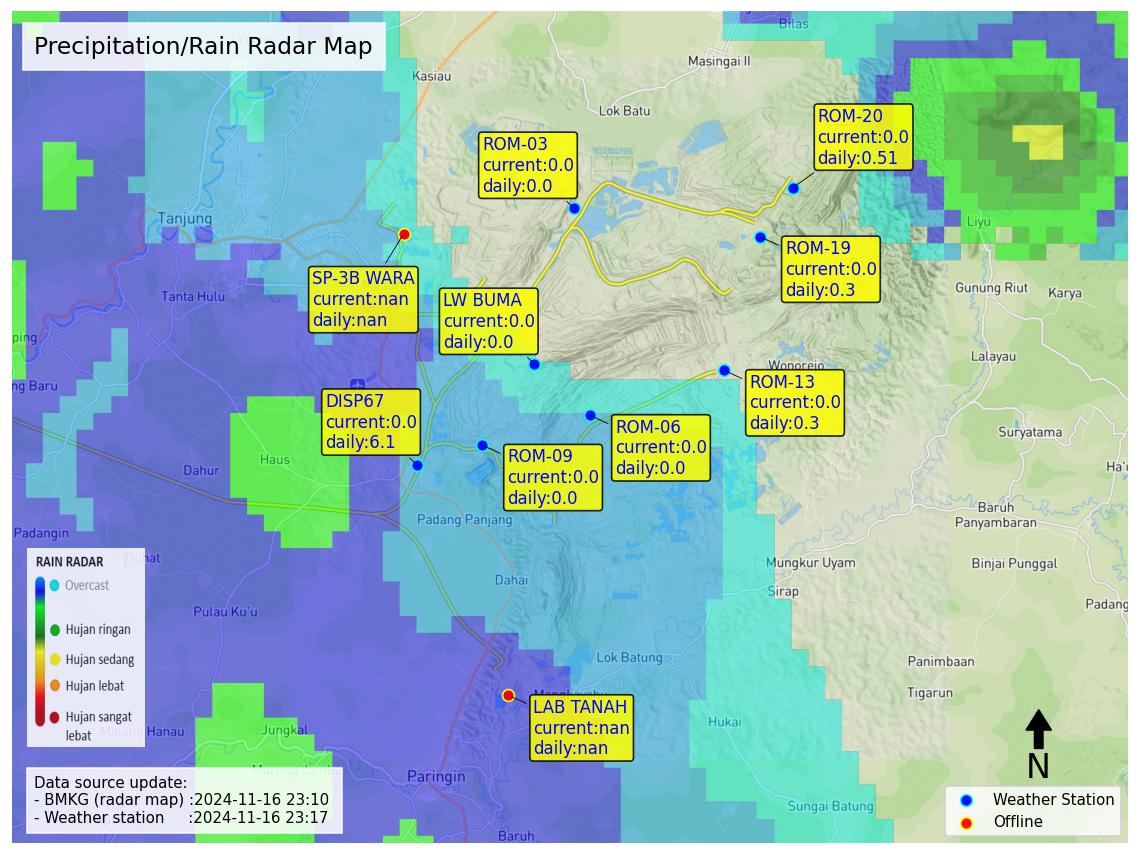 Precipitation/Rain Radar Map
Bilas
Masingai II
Kasiau
Lok Batu
ROM-20
current:0.0
daily:0.51
ROM-03
current:0.0
daily:0.0
Tanjung
Liyu
ROM-19
current:0.0
daily:0.3
SP-3B WARA
current:nan
daily:nan
LW BUMA
current:0.0
daily:0.0
Tanta Hulu
Gunung Riut
Karya
ping
Lalayau
Wonorejo
ng Baru
ROM-13
current:0.0
daily:0.3
DISP67
current:0.0
daily:6.1
ROM-06
current:0.0
daily:0.0
Suryatama
ROM-09
current:0.0
daily:0.0
Haus
Dahur
Ha'u
Baruh
Panyambaran
Padang Panjang
Padangin
Mungkur Uyam
Binjai Punggal
Dahai
Sirap
Padang
Pulau Ku'u
RAIN RADAR
Overcast
Hujan ringan
Hujan sedang
Hujan lebat
Hujan sangat
lebat
Lok Batung
Panimbaan
Tigarun
LAB TANAH
current:nan
daily:nan
Hukai
Jungkal
Hanau
Paringin
Sungai Batung
Baruh
Data source update:
- BMKG (radar map) :2024-11-16 23:10
- Weather station :2024-11-16 23:17
N
Weather Station
Offline